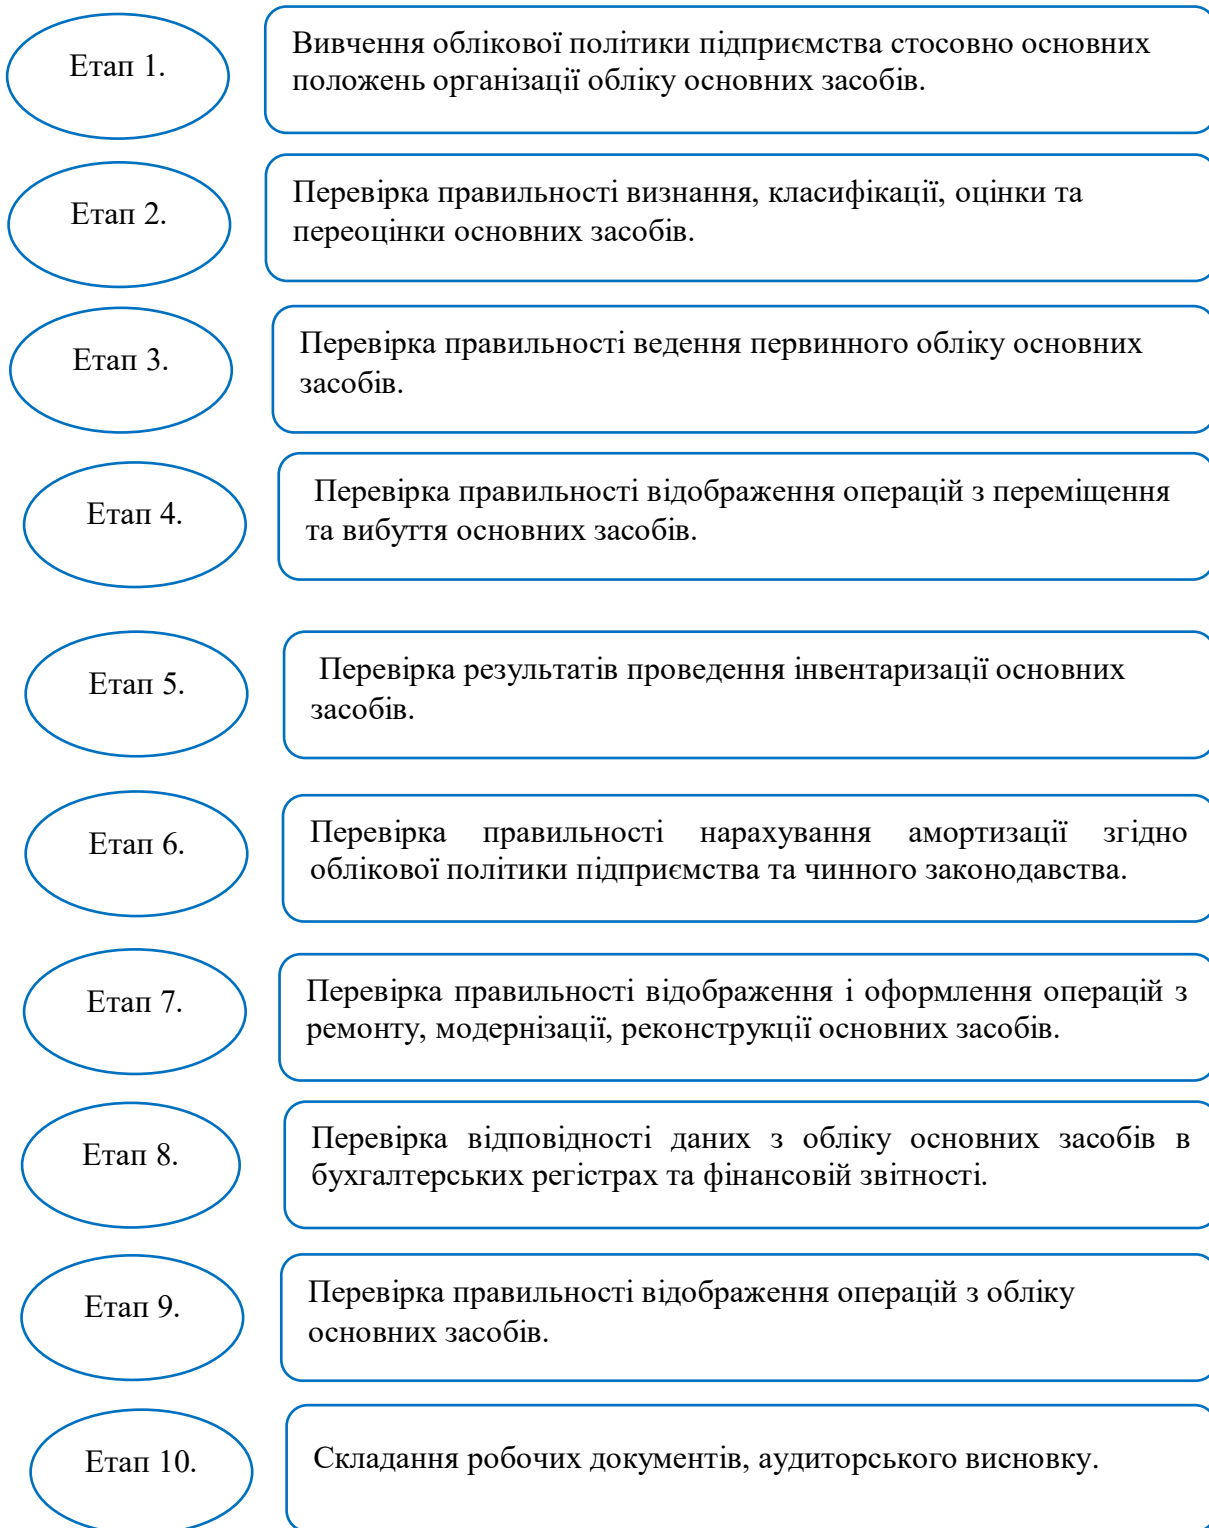 Етап 1.
Вивчення облікової політики підприємства стосовно основних
положень організації обліку основних засобів.
Етап 2.
Перевірка правильності визнання, класифікації, оцінки та
переоцінки основних засобів.
Етап 3.
Перевірка правильності ведення первинного обліку основних
засобів.
Етап 4.
Перевірка правильності відображення операцій з переміщення
та вибуття основних засобів.
Етап 5.
Перевірка результатів проведення інвентаризації основних
засобів.
Етап 6.
Перевірка правильності нарахування амортизації згідно
облікової політики підприємства та чинного законодавства.
Етап 7.
Перевірка правильності відображення і оформлення операцій з
ремонту, модернізації, реконструкції основних засобів.
Етап 8.
Перевірка відповідності даних з обліку основних засобів в
бухгалтерських регістрах та фінансовій звітності.
Етап 9.
Перевірка правильності відображення операцій з обліку
основних засобів.
Етап 10.
Складання робочих документів, аудиторського висновку.